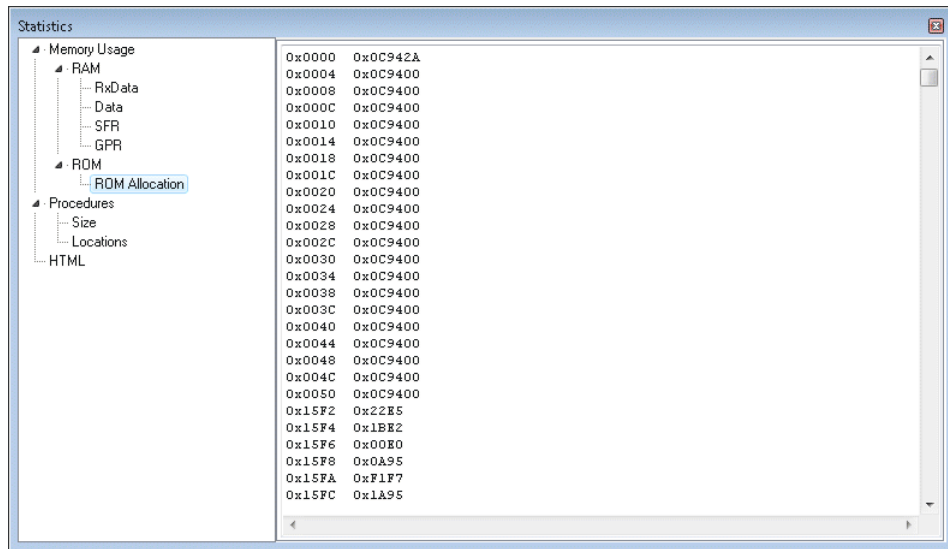 Statistics
Memory Usage
RAM
RxData
Data
SFR
GPR
ROM
ROM Allocation
Procedures
Size
Locations
HTML
0x0000 0x0C942A
0x0004 0x0C9400
0x0008 0x0C9400
0x000C 0x0C9400
0x0010 0x0C9400
0x0014 0x0C9400
0x0018 0x0C9400
0x001C 0x0C9400
0x0020 0x0C9400
0x0024 0x0C9400
0x0028 0x0C9400
0x002C 0x0C9400
0x0030 0x0C9400
0x0034 0x0C9400
0x0038 0x0C9400
0x003C 0x0C9400
0x0040 0x0C9400
0x0044 0x0C9400
0x0048 0x0C9400
0x004C 0x0C9400
0x0050 0x0C9400
0x15F2 0x22E5
0x15F4 0x1BE2
0x15F6 0x00E0
0x15F8 0x0A95
0x15FA 0xF1F7
0x15FC 0x1A95